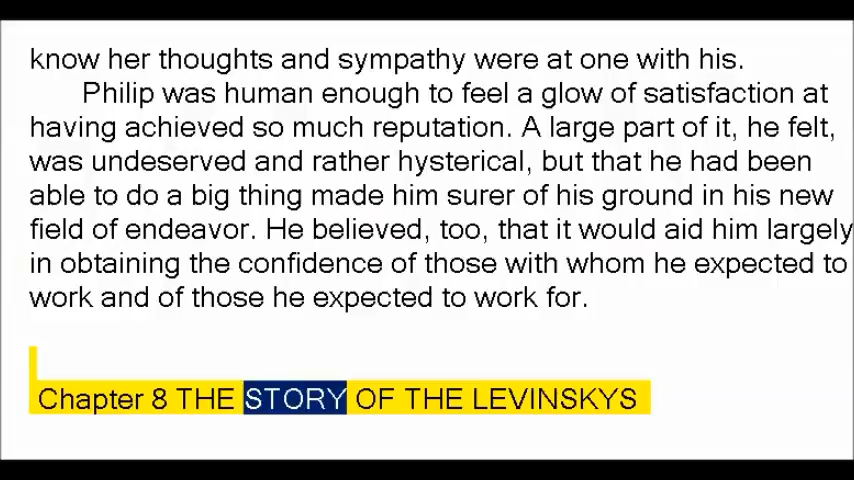 know her thoughts and sympathy were at one with his.
Philip was human enough to feel a glow of satisfaction at
having achieved so much reputation. A large part of it, he felt,
was undeserved and rather hysterical, but that he had been
able to do a big thing made him surer of his ground in his new
field of endeavor. He believed, too, that it would aid him largely
in obtaining the confidence of those with whom he expected to
work and of those he expected to work for.
Chapter 8 THE STORY OF THE LEVINSKYS